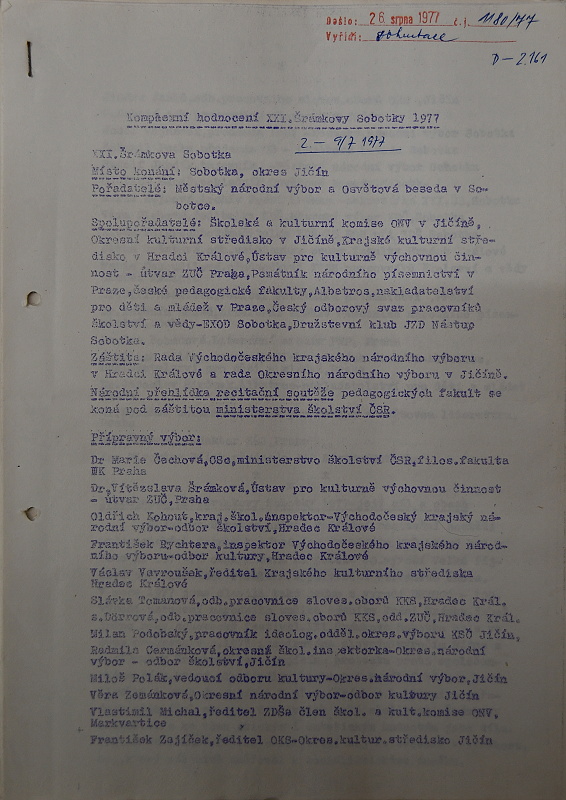 Došlo: 26. srpna 1977 č.j. 1180/77
Vyřídí:
D-2.161
Komplexní hodnocení XXI. Šrámkovy Sobotky 1977
2.-9/7 1977
XXI. Šrámkova Sobotka
Místo konání: Sobotka, okres Jičín
Pořadatelé: Městský národní výbor a Osvětová beseda v So-
botce.
Spolupořadatelé: Školská a kulturní komise ONV v Jičíně,
Okresní kulturní středisko v Jičíně,Krajské kulturní stře-
disko v Hradci Králové,Ústav pro kulturně výchovnou čin-
nost - útvar ZUČ Praha,Památník národního písemnictví v
Praze,české pedagogické fakulty,Albatros,nakladatelství
pro děti a mládež v Praze,Český odborový svaz pracovníků
školství a vědy-EXOD Sobotka,Družstevní klub JZD Nástup
Sobotka.
Záštita: Rada Východočeského krajského národního výboru
v Hradci Králové a rada Okresního národního výboru v Jičíně.
Národní přehlídka recitační soutěže pedagogických fakult se
koná pod záštitou ministerstva školství ČSR.
Přípravný výbor:
Dr Marie Čechová,CSc,ministerstvo školství ČSR,filos.fakulta
UK Praha
Dr.Vítězslava Šrámková,Ústav pro kulturně výchovnou činnost
- útvar ZUČ,Praha
Oldřich Kohout,kraj.škol.inspektor-Východočeský krajský ná-
rodní výbor-odbor školství,Hradec Králové
František Rychtera,inspektor Východočeského krajského národ-
ního výboru-odbor kultury,Hradec Králové
Václav Vavroušek,ředitel Krajského kulturního střediska
Hradec Králové
Slávka Tomanová,odb.pracovnice sloves.oborů KKS,Hradec Král.
z.Dörrová,odb.pracovnice sloves.oborů KKS,odd.ZUČ,Hradec Král.
Milan Podobský,pracovník ideolog.odděl.okres.výboru KSČ Jičín,
Radmila Cermánková,okresná škol.inspektorka-Okres.národní
výbor - odbor školství,Jičín
Miloš Polák,vedoucí odboru kultury-Okres.národní výbor,Jičín
Věra Zemánková,Okresní národní výbor-odbor kultury Jičín
Vlastimil Michal,ředitel ZDŠa člen škol. a kult.komise ONV,
Markvartice
František Zajíček,ředitel OKS-Okres.kultur.středisko Jičín